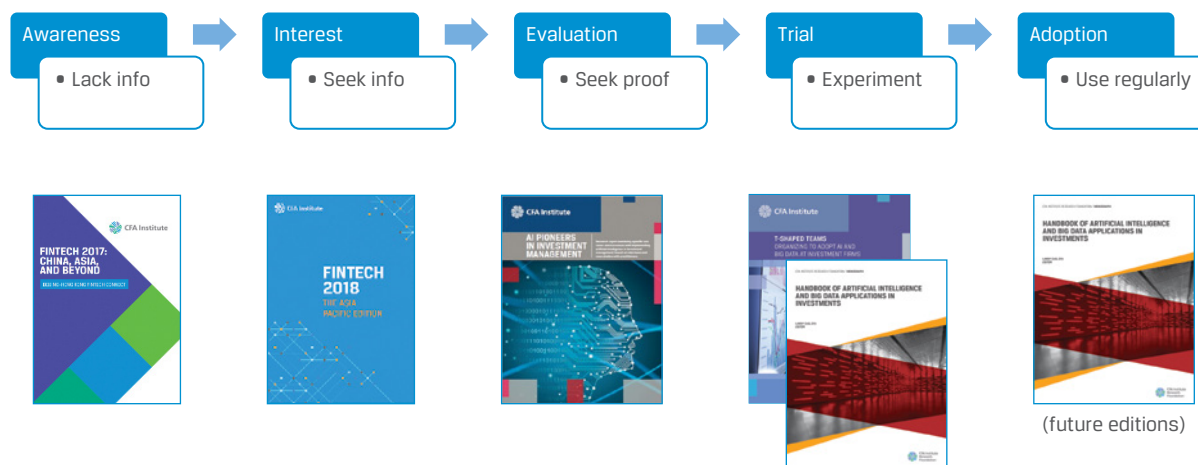 Awareness
• Lack info
Interest
• Seek info
Evaluation
• Seek proof
Trial
• Experiment
Adoption
• Use regularly
CFA Institute
FINTECH 2017:
CHINA, ASIA,
AND BEYOND
CFA Institute
FINTECH
2018
THE ASIA
PACIFIC EDITION
CFA Institute
AI PIONEERS
IN INVESTMENT
MANAGEMENT
CFA Institute
T-SHAPED TEAMS
ORGANIZING TO ADOPT AI AND
BIG DATA AT INVESTMENT FIRMS
HANDBOOK OF ARTIFICIAL INTELLIGENCE
AND BIG DATA APPLICATIONS IN
INVESTMENTS
HANDBOOK OF ARTIFICIAL INTELLIGENCE
AND BIG DATA APPLICATIONS IN
INVESTMENTS
(future editions)